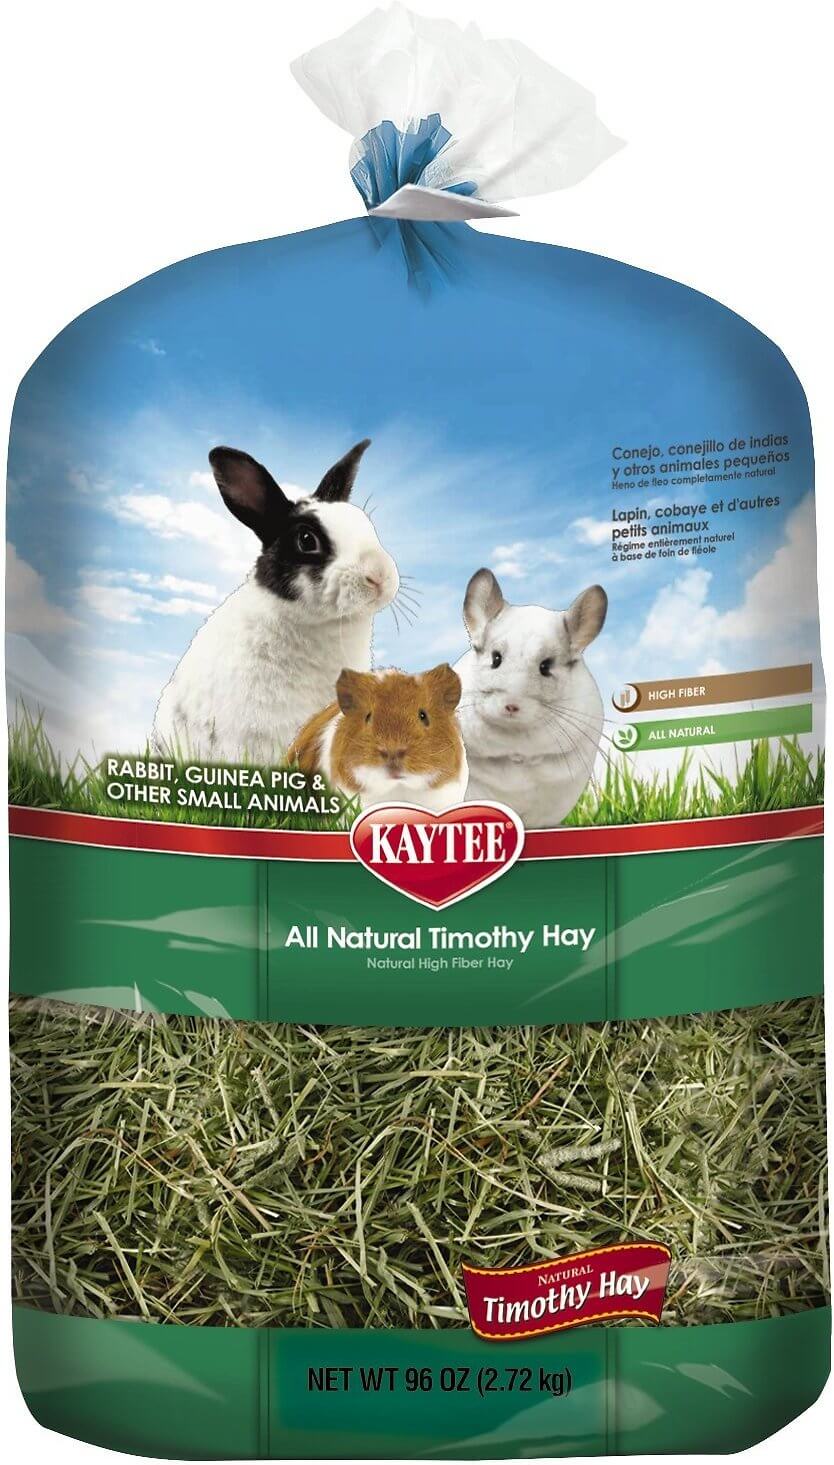 Conejo, conejillo de indias
y otros animales pequeños
Heno de fleo completamente natural
Lapin, cobaye et d'autres
petits animaux
Régime entièrement naturel
à base de foin de fléole
HIGH FIBER
ALL NATURAL
RABBIT, GUINEA PIG &
OTHER SMALL ANIMALS
KAYTEE®
All Natural Timothy Hay
Natural High Fiber Hay
NATURAL
Timothy Hay
NET WT 96 OZ (2.72 kg)